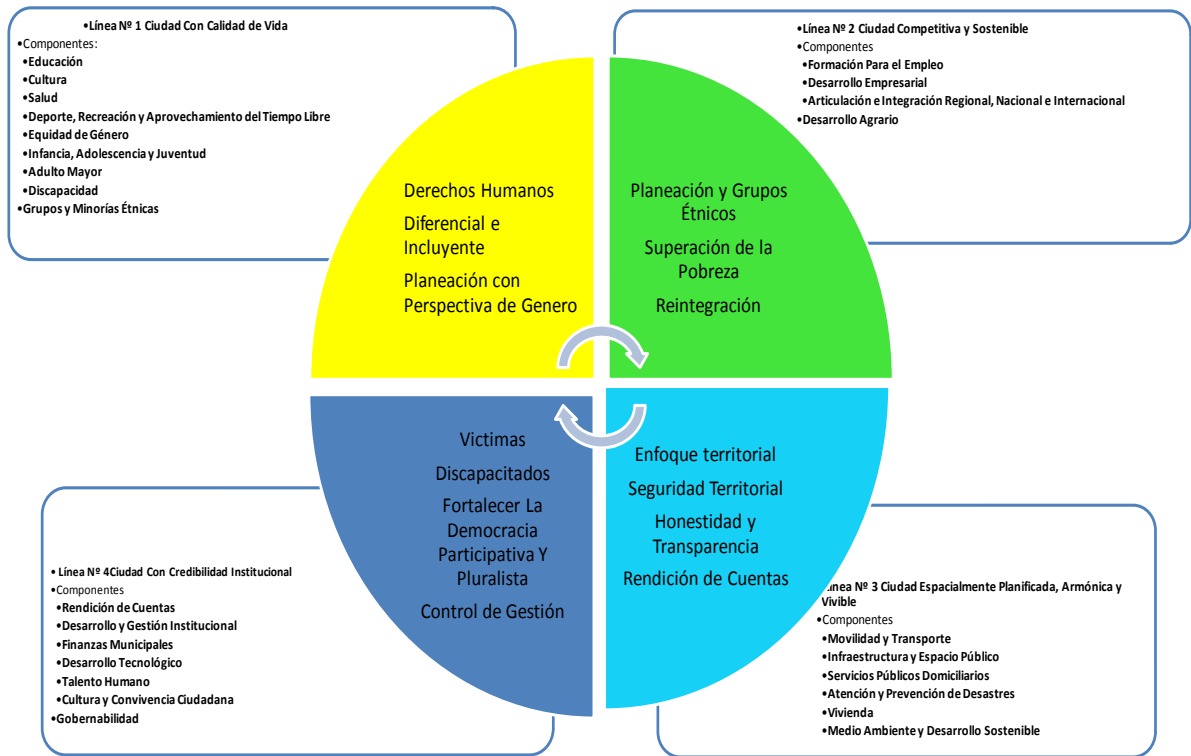 •Línea Nº 1 Ciudad Con Calidad de Vida
•Componentes:
•Educación
•Cultura
•Salud
•Deporte, Recreación y Aprovechamiento del Tiempo Libre
•Equidad de Género
•Infancia, Adolescencia y Juventud
•Adulto Mayor
•Discapacidad
•Grupos y Minorías Étnicas
•Línea Nº 2 Ciudad Competitiva y Sostenible
•Componentes
•Formación Para el Empleo
•Desarrollo Empresarial
•Articulación e Integración Regional, Nacional e Internacional
•Desarrollo Agrario
Derechos Humanos
Diferencial e
Incluyente
Planeación con
Perspectiva de Genero
Planeación y Grupos
Étnicos
Superación de la
Pobreza
Reintegración
Victimas
Discapacitados
Fortalecer La
Democracia
Participativa Y
Pluralista
Control de Gestión
Enfoque territorial
Seguridad Territorial
Honestidad y
Transparencia
Rendición de Cuentas
• Línea Nº 4Ciudad Con Credibilidad Institucional
•Componentes
•Rendición de Cuentas
•Desarrollo y Gestión Institucional
•Finanzas Municipales
•Desarrollo Tecnológico
•Talento Humano
•Cultura y Convivencia Ciudadana
•Gobernabilidad
Línea Nº 3 Ciudad Espacialmente Planificada, Armónica y
Vivible
•Componentes
•Movilidad y Transporte
•Infraestructura y Espacio Público
•Servicios Públicos Domiciliarios
•Atención y Prevención de Desastres
•Vivienda
•Medio Ambiente y Desarrollo Sostenible